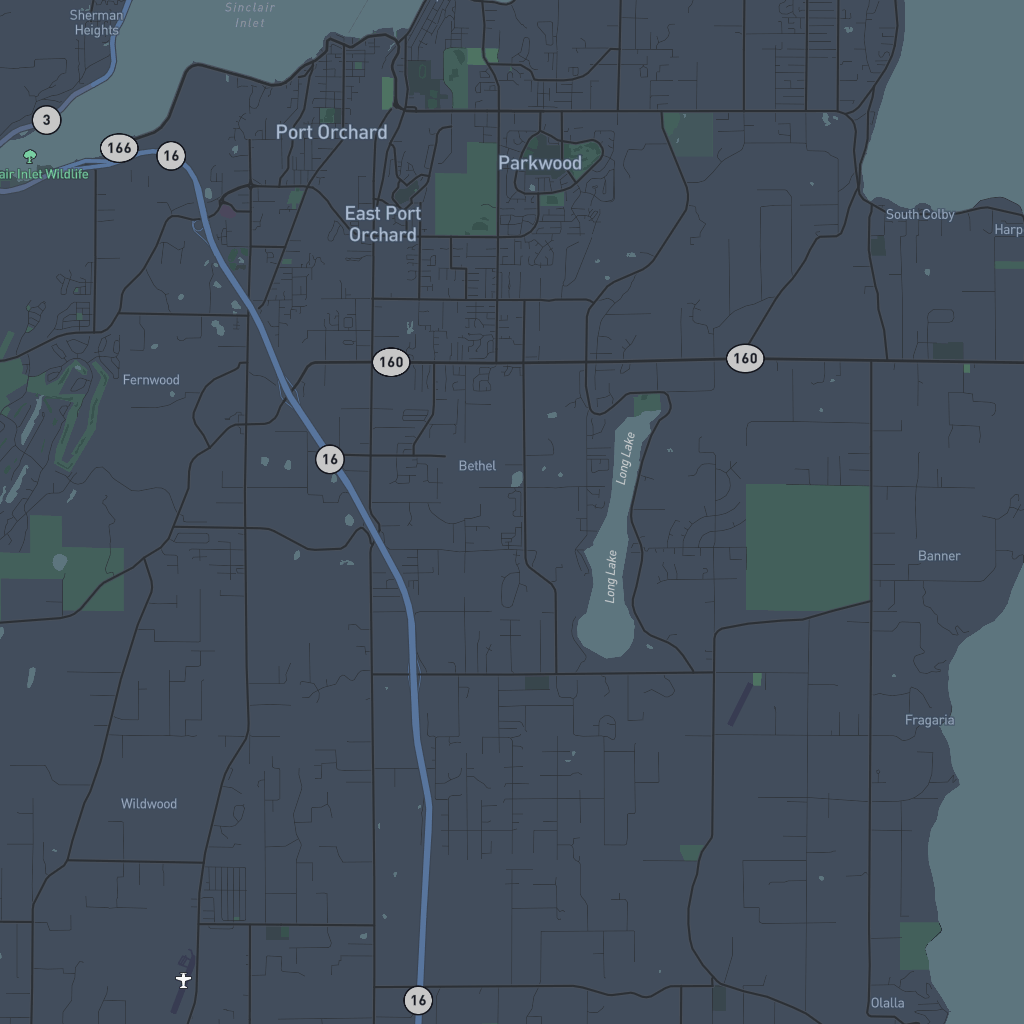 Sinclair
Inlet
Sherman
Heights
3
166
16
air Inlet Wildlife
Port Orchard
Parkwood
East Port
Orchard
South Colby
Harp
160
160
Fernwood
Long Lake
16
Bethel
Banner
Long Lake
Fragaria
Wildwood
16
Olalla